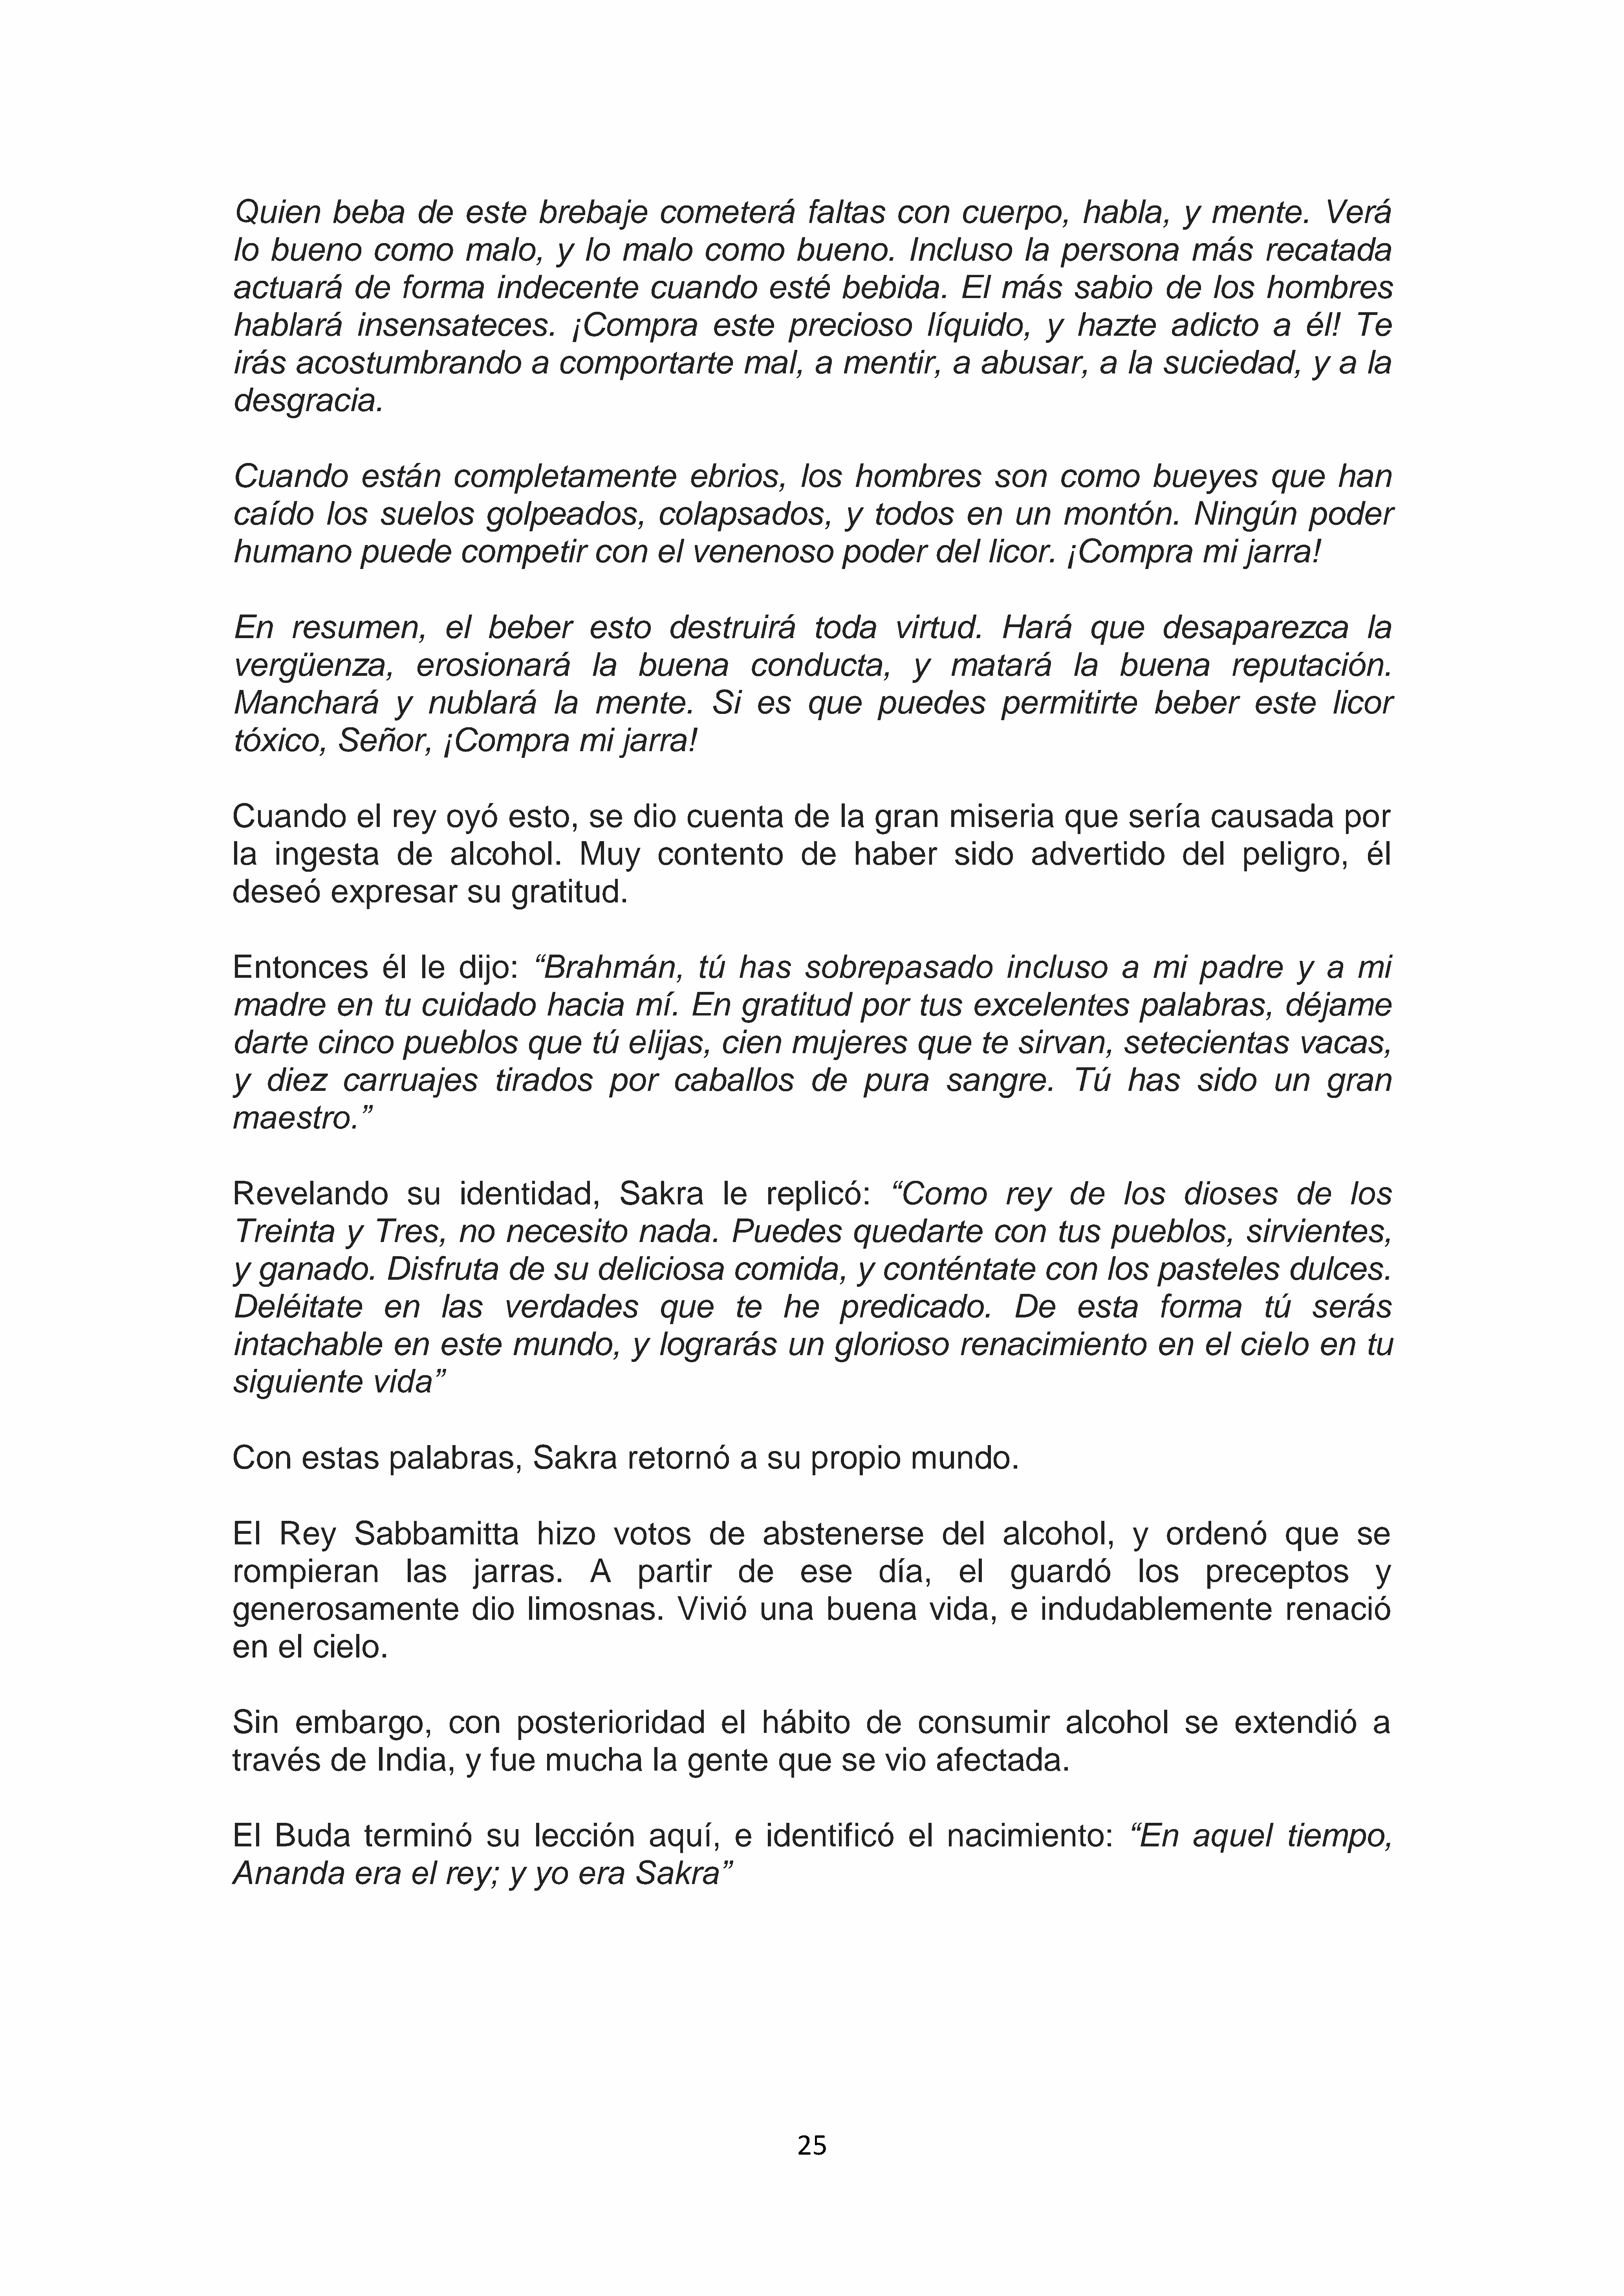 Quien beba de este brebaje cometerá faltas con cuerpo, habla, y mente. Verá
lo bueno como malo, y lo malo como bueno. Incluso la persona más recatada
actuará de forma indecente cuando esté bebida. El más sabio de los hombres
hablará insensateces. ¡Compra este precioso líquido, y hazte adicto a él! Te
irás acostumbrando a comportarte mal, a mentir, a abusar, a la suciedad, y a la
desgracia.
Cuando están completamente ebrios, los hombres son como bueyes que han
caído los suelos golpeados, colapsados, y todos en un montón. Ningún poder
humano puede competir con el venenoso poder del licor. ¡Compra mi jarra!
En resumen, el beber esto destruirá toda virtud. Hará que desaparezca la
vergüenza, erosionará la buena conducta, y matará la buena reputación.
Manchará y nublará la mente. Si es que puedes permitirte beber este licor
tóxico, Señor, ¡Compra mi jarra!
Cuando el rey oyó esto, se dio cuenta de la gran miseria que sería causada por
la ingesta de alcohol. Muy contento de haber sido advertido del peligro, él
deseó expresar su gratitud.
Entonces él le dijo: “Brahmán, tú has sobrepasado incluso a mi padre y a mi
madre en tu cuidado hacia mí. En gratitud por tus excelentes palabras, déjame
darte cinco pueblos que tú elijas, cien mujeres que te sirvan, setecientas vacas,
y diez carruajes tirados por caballos de pura sangre. Tú has sido un gran
maestro.”
Revelando su identidad, Sakra le replicó: “Como rey de los dioses de los
Treinta y Tres, no necesito nada. Puedes quedarte con tus pueblos, sirvientes,
y ganado. Disfruta de su deliciosa comida, y conténtate con los pasteles dulces.
Deléitate en las verdades que te he predicado. De esta forma tú serás
intachable en este mundo, y lograrás un glorioso renacimiento en el cielo en tu
siguiente vida”
Con estas palabras, Sakra retornó a su propio mundo.
El Rey Sabbamitta hizo votos de abstenerse del alcohol, y ordenó que se
rompieran las jarras. A partir de ese día, el guardó los preceptos y
generosamente dio limosnas. Vivió una buena vida, e indudablemente renació
en el cielo.
Sin embargo, con posterioridad el hábito de consumir alcohol se extendió a
través de India, y fue mucha la gente que se vio afectada.
El Buda terminó su lección aquí, e identificó el nacimiento: “En aquel tiempo,
Ananda era el rey; y yo era Sakra”
25